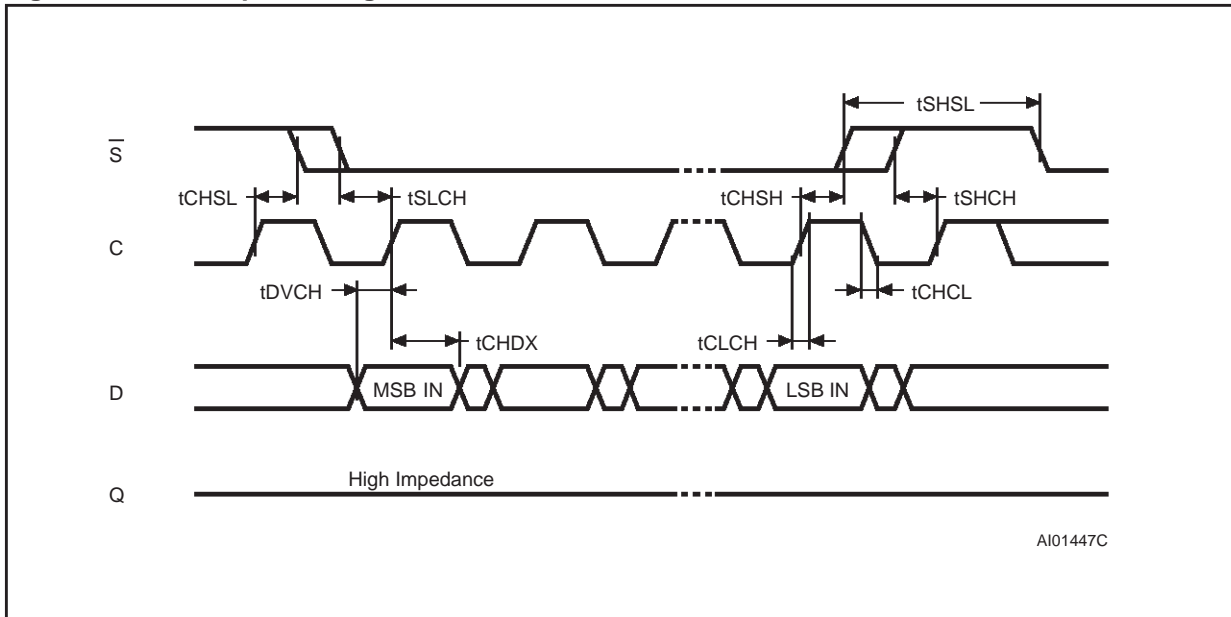 tSHSL
S̅
tCHSL
tSLCH
tCHSH
tSHCH
C
tDVCH
tCHCL
tCHDX
tCLCH
D
MSB IN
LSB IN
High Impedance
Q
AI01447C